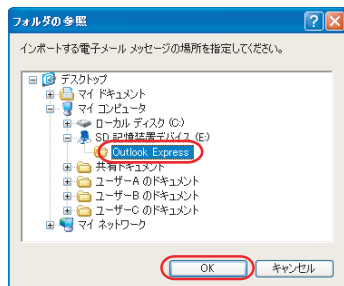 フォルダの参照
インポートする電子メール メッセージの場所を指定してください。
デスクトップ
マイ ドキュメント
マイ コンピュータ
ローカル ディスク (C:)
SD 記憶装置デバイス (E:)
Outlook Express
共有ドキュメント
ユーザーA のドキュメント
ユーザーB のドキュメント
ユーザーC のドキュメント
マイ ネットワーク
OK
キャンセル